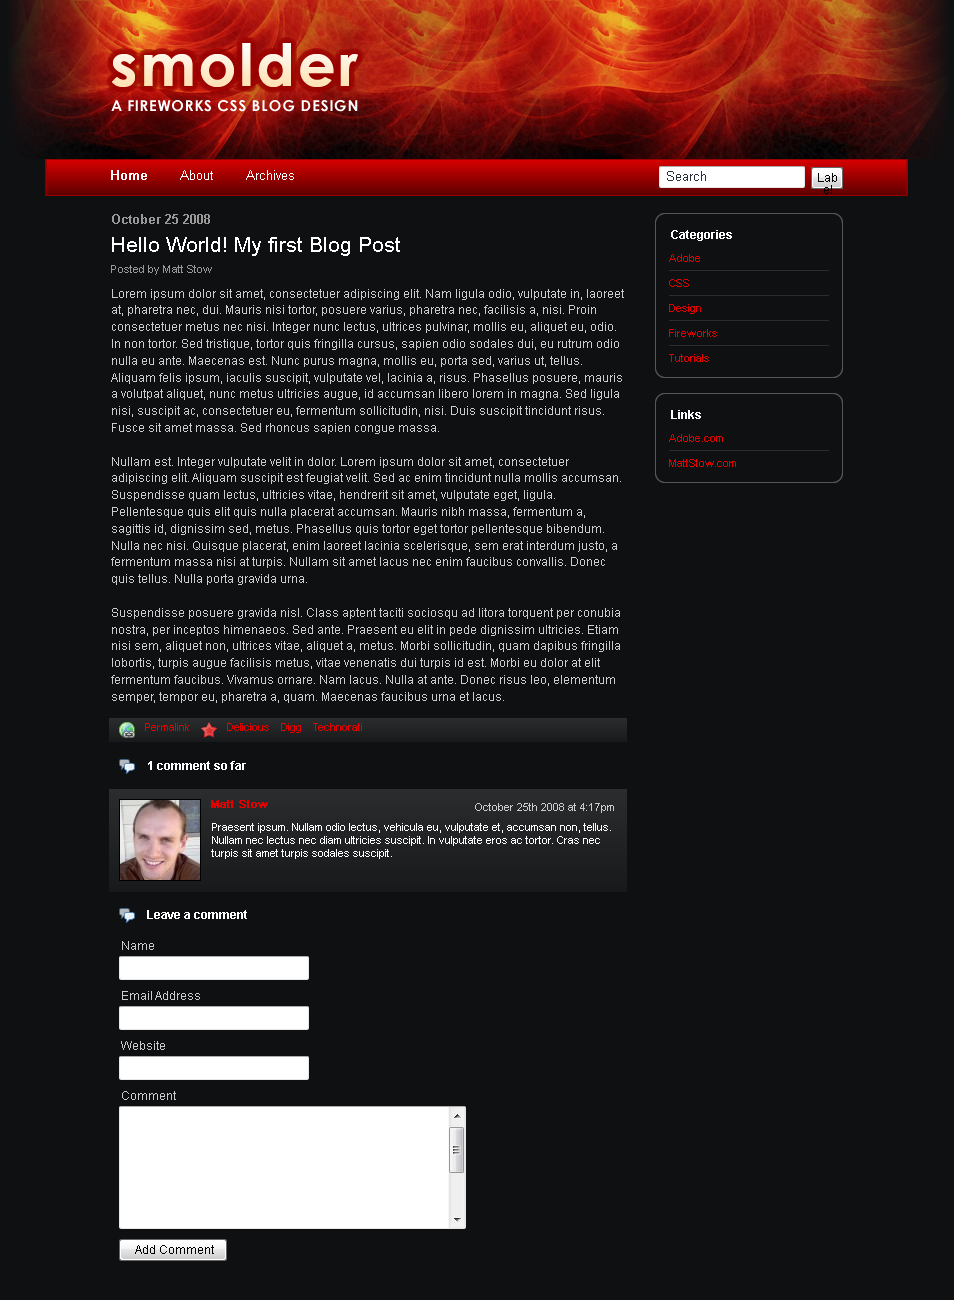 smolder
A FIREWORKS CSS BLOG DESIGN
Home About Archives Search Label
October 25 2008
Hello World! My first Blog Post
Posted by Matt Stow
Lorem ipsum dolor sit amet, consectetuer adipiscing elit. Nam ligula odio, vulputate in, laoreet
at, pharetra nec, dui. Mauris nisi tortor, posuere varius, pharetra nec, facilisis a, nisi. Proin
consectetuer metus nec nisi. Integer nunc lectus, ultrices pulvinar, mollis eu, aliquet eu, odio.
In non tortor. Sed tristique, tortor quis fringilla cursus, sapien odio sodales dui, eu rutrum odio
nulla eu ante. Maecenas est. Nunc purus magna, mollis eu, porta sed, varius ut, tellus.
Aliquam felis ipsum, iaculis suscipit, vulputate vel, lacinia a, risus. Phasellus posuere, mauris
a volutpat aliquet, nunc metus ultricies augue, id accumsan libero lorem in magna. Sed ligula
nisi, suscipit ac, consectetuer eu, fermentum sollicitudin, nisi. Duis suscipit tincidunt risus.
Fusce sit amet massa. Sed rhoncus sapien congue massa.
Nullam est. Integer vulputate velit in dolor. Lorem ipsum dolor sit amet, consectetuer
adipiscing elit. Aliquam suscipit est feugiat velit. Sed ac enim tincidunt nulla mollis accumsan.
Suspendisse quam lectus, ultricies vitae, hendrerit sit amet, vulputate eget, ligula.
Pellentesque quis elit quis nulla placerat accumsan. Mauris nibh massa, fermentum a,
sagittis id, dignissim sed, metus. Phasellus quis tortor eget tortor pellentesque bibendum.
Nulla nec nisi. Quisque placerat, enim laoreet lacinia scelerisque, sem erat interdum justo, a
fermentum massa nisi at turpis. Nullam sit amet lacus nec enim faucibus convallis. Donec
quis tellus. Nulla porta gravida urna.
Suspendisse posuere gravida nisl. Class aptent taciti sociosqu ad litora torquent per conubia
nostra, per inceptos himenaeos. Sed ante. Praesent eu elit in pede dignissim ultricies. Etiam
nisi sem, aliquet non, ultrices vitae, aliquet a, metus. Morbi sollicitudin, quam dapibus fringilla
lobortis, turpis augue facilisis metus, vitae venenatis dui turpis id est. Morbi eu dolor at elit
fermentum faucibus. Vivamus ornare. Nam lacus. Nulla at ante. Donec risus leo, elementum
semper, tempor eu, pharetra a, quam. Maecenas faucibus urna et lacus.
Permalink Delicious Digg Technorati
1 comment so far
Matt Stow October 25th 2008 at 4:17pm
Praesent ipsum. Nullam odio lectus, vehicula eu, vulputate et, accumsan non, tellus.
Nullam nec lectus nec diam ultricies suscipit. In vulputate eros ac tortor. Cras nec
turpis sit amet turpis sodales suscipit.
Leave a comment
Name
Email Address
Website
Comment
Add Comment
Categories
Adobe
CSS
Design
Fireworks
Tutorials
Links
Adobe.com
MattStow.com